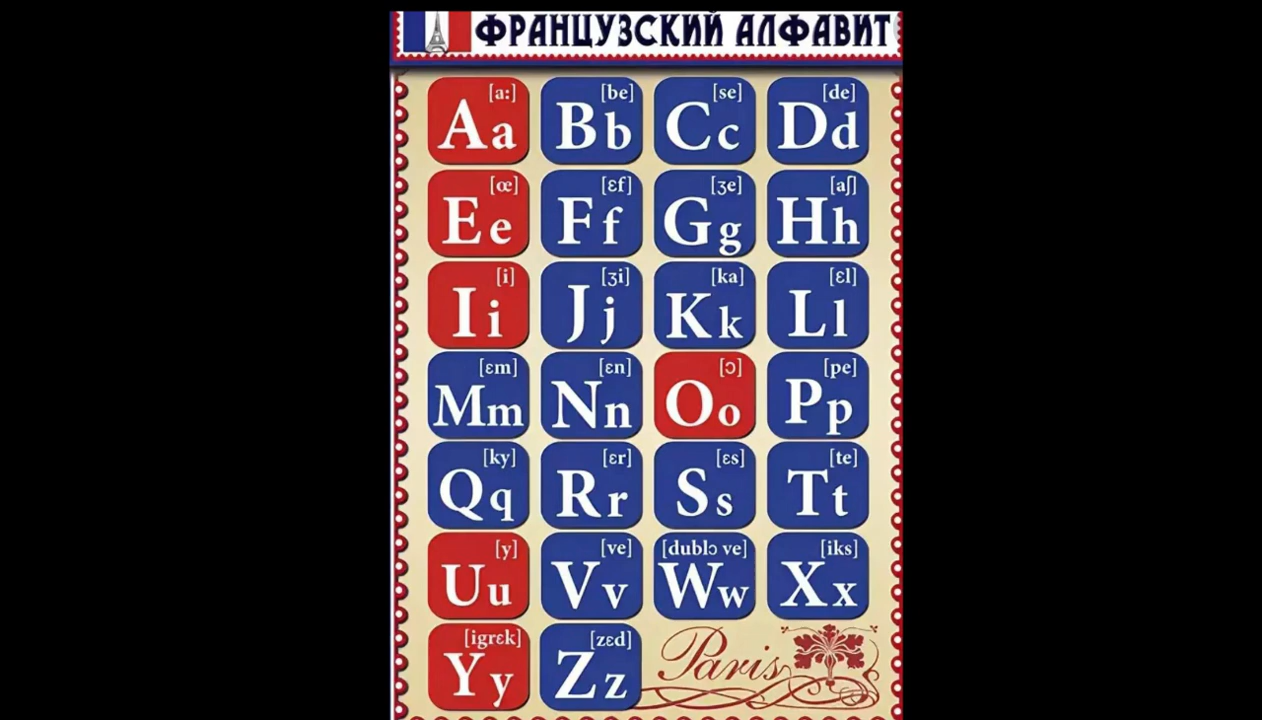 ФРАНЦУЗСКИЙ АЛФАВИТ
[a:] [be] [se] [de]
Aa Bb Cc Dd
[œ] [ɛf] [ʒe] [aʃ]
Ee Ff Gg Hh
[i] [ʒi] [ka] [ɛl]
Ii Jj Kk Ll
[ɛm] [ɛn] [ɔ] [pe]
Mm Nn Oo Pp
[ky] [ɛr] [ɛs] [te]
Qq Rr Ss Tt
[y] [ve] [dublɔ ve] [iks]
Uu Vv Ww Xx
[igrɛk] [zɛd]
Yy Zz
Paris